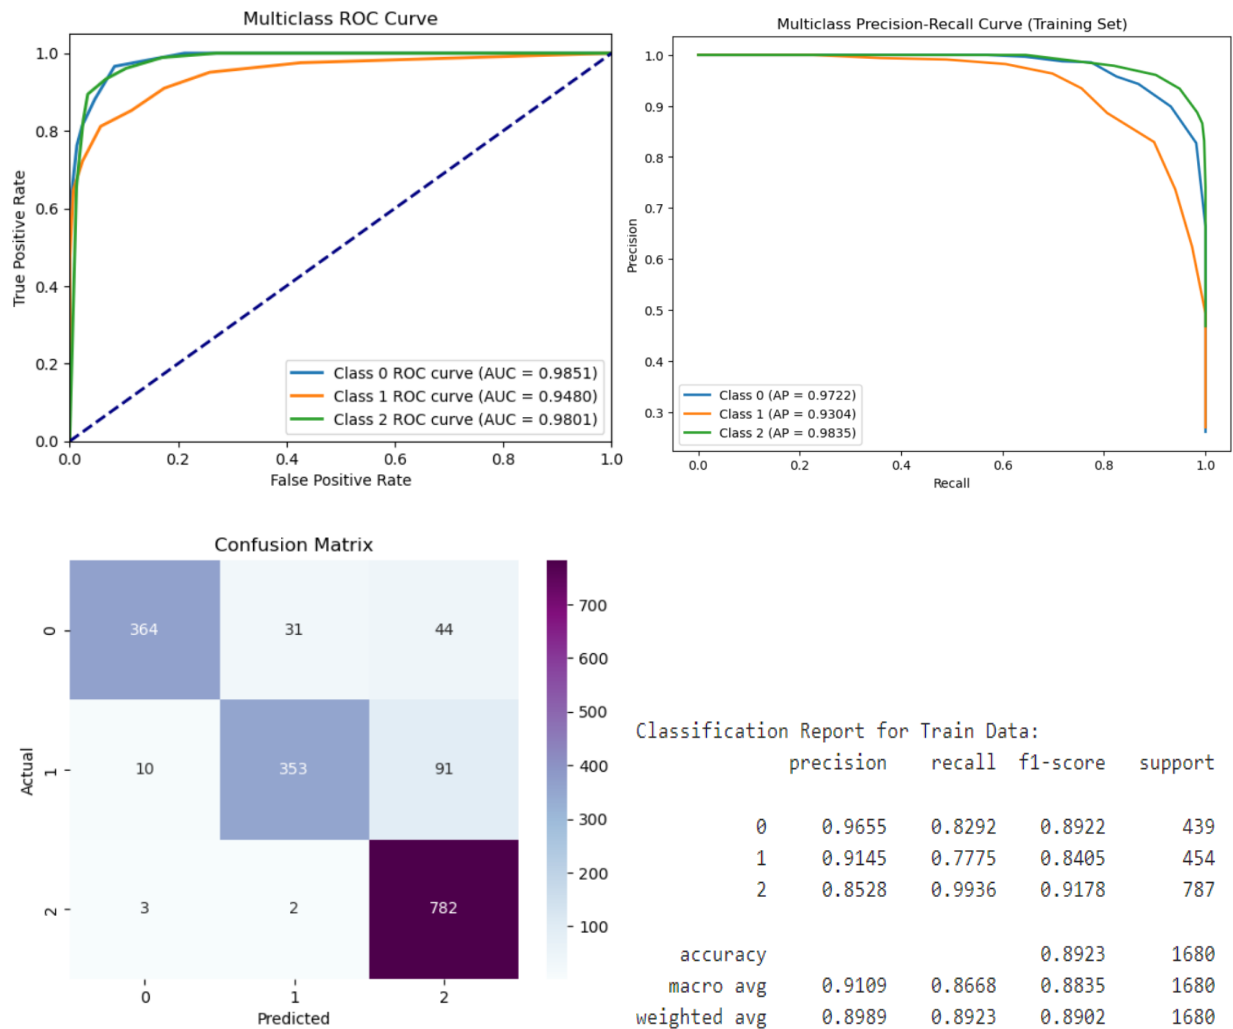 Multiclass ROC Curve
True Positive Rate
1.0
0.8
0.6
0.4
0.2
0.0
Class 0 ROC curve (AUC = 0.9851)
Class 1 ROC curve (AUC = 0.9480)
Class 2 ROC curve (AUC = 0.9801)
0.0 0.2 0.4 0.6 0.8 1.0
False Positive Rate
Multiclass Precision-Recall Curve (Training Set)
Precision
1.0
0.9
0.8
0.7
0.6
0.5
0.4
0.3
Class 0 (AP = 0.9722)
Class 1 (AP = 0.9304)
Class 2 (AP = 0.9835)
0.0 0.2 0.4 0.6 0.8 1.0
Recall
Confusion Matrix
Actual
0 364 31 44
1 10 353 91
2 3 2 782
0 1 2
Predicted
700
600
500
400
300
200
100
Classification Report for Train Data:
precision recall f1-score support
0 0.9655 0.8292 0.8922 439
1 0.9145 0.7775 0.8405 454
2 0.8528 0.9936 0.9178 787
accuracy 0.8923 1680
macro avg 0.9109 0.8668 0.8835 1680
weighted avg 0.8989 0.8923 0.8902 1680